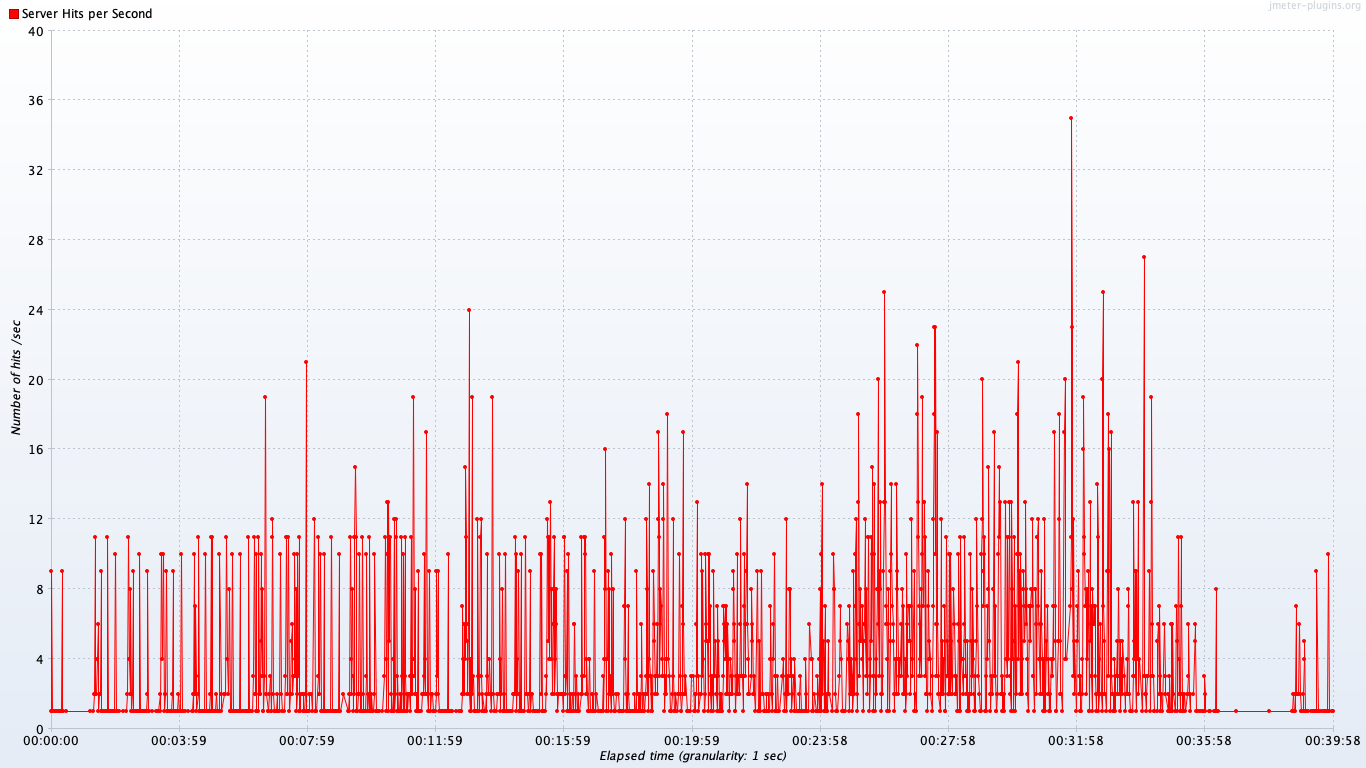 Server Hits per Second
jmeter-plugins.org
40
36
32
28
24
20
16
12
8
4
0
Number of hits /sec
00:00:00 00:03:59 00:07:59 00:11:59 00:15:59 00:19:59 00:23:58 00:27:58 00:31:58 00:35:58 00:39:58
Elapsed time (granularity: 1 sec)